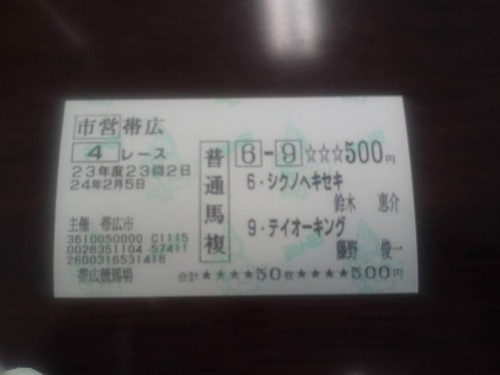 市営帯広
4レース
23年度23回2日
24年2月5日
主催 帯広市
3610050000 C1115
0028351104-57411
2600316531418
帯広競馬場
普通馬複
6-9☆☆☆500円
6・シクノヘキセキ
鈴木 恵介
9・テイオーキング
藤野 俊一
合計★★★★50枚★★★★500円